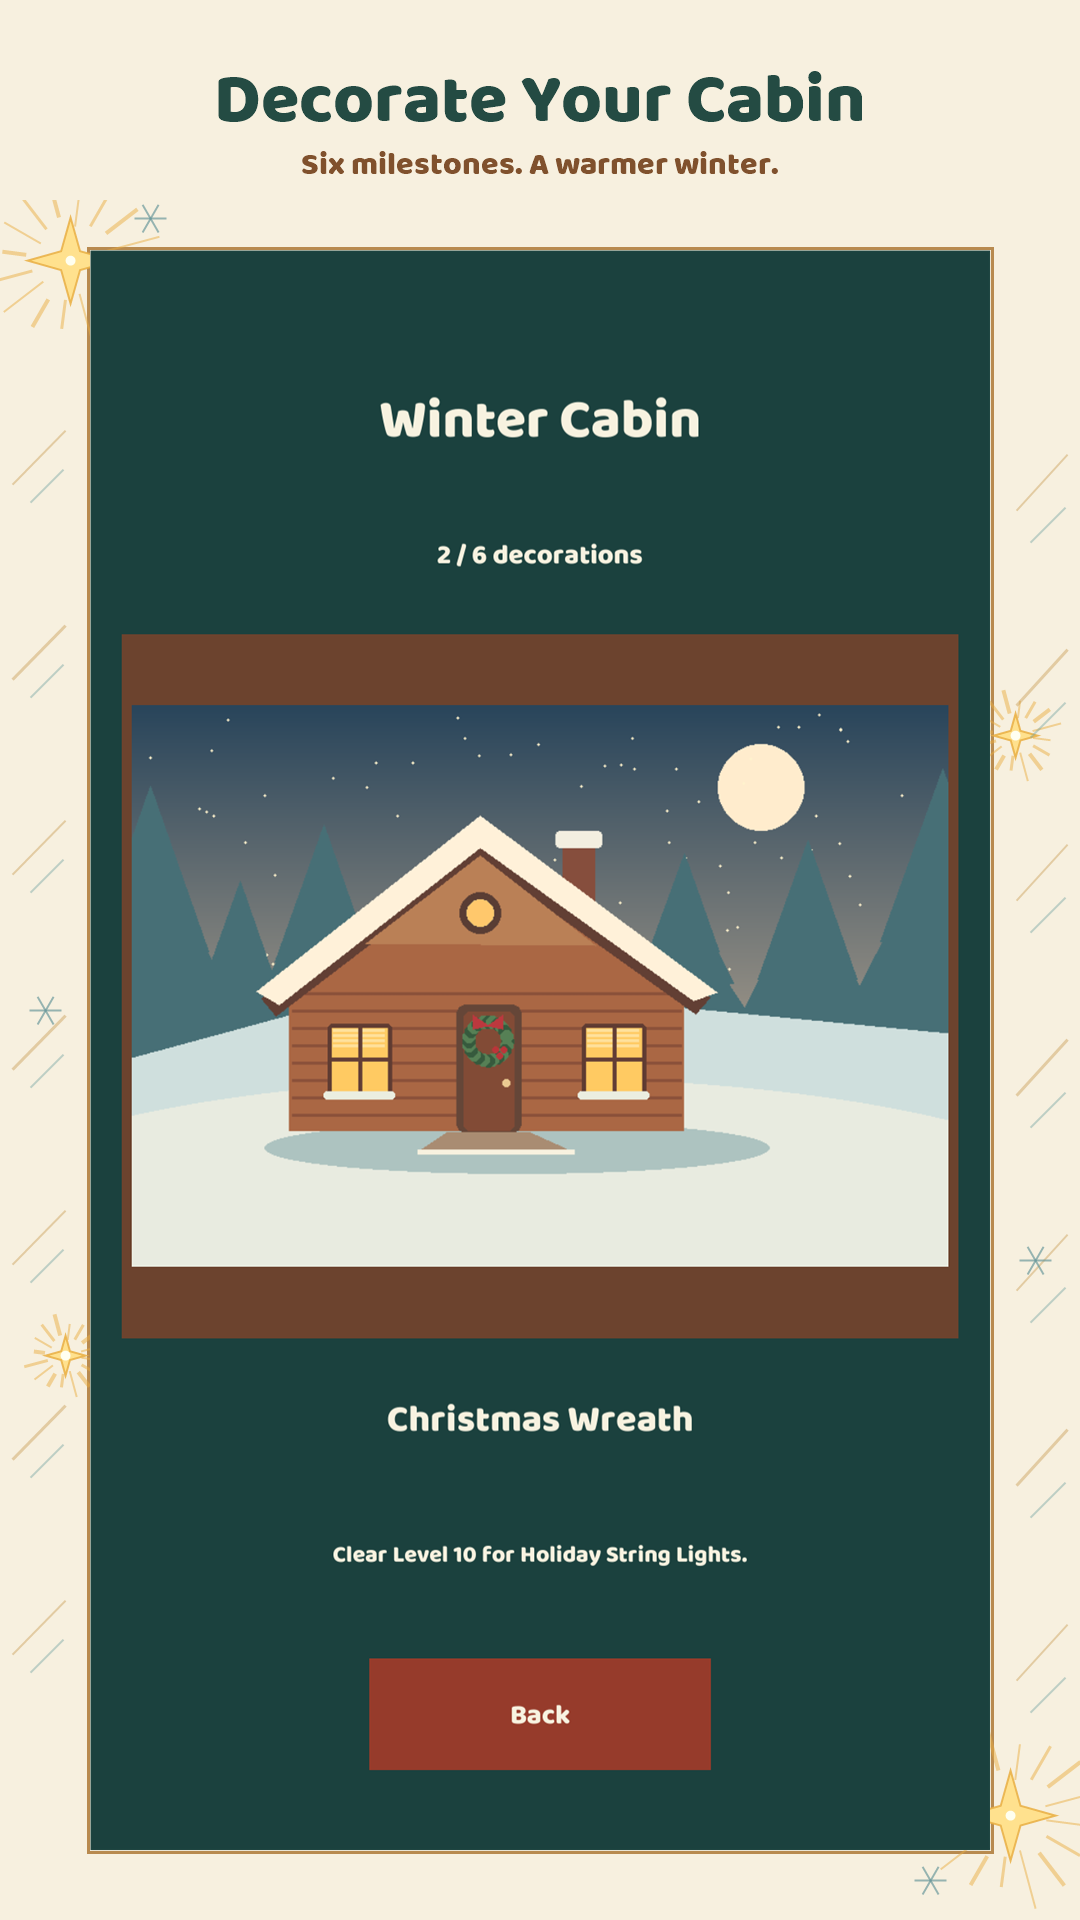 Decorate Your Cabin
Six milestones. A warmer winter.
Winter Cabin
2 / 6 decorations
Christmas Wreath
Clear Level 10 for Holiday String Lights.
Back